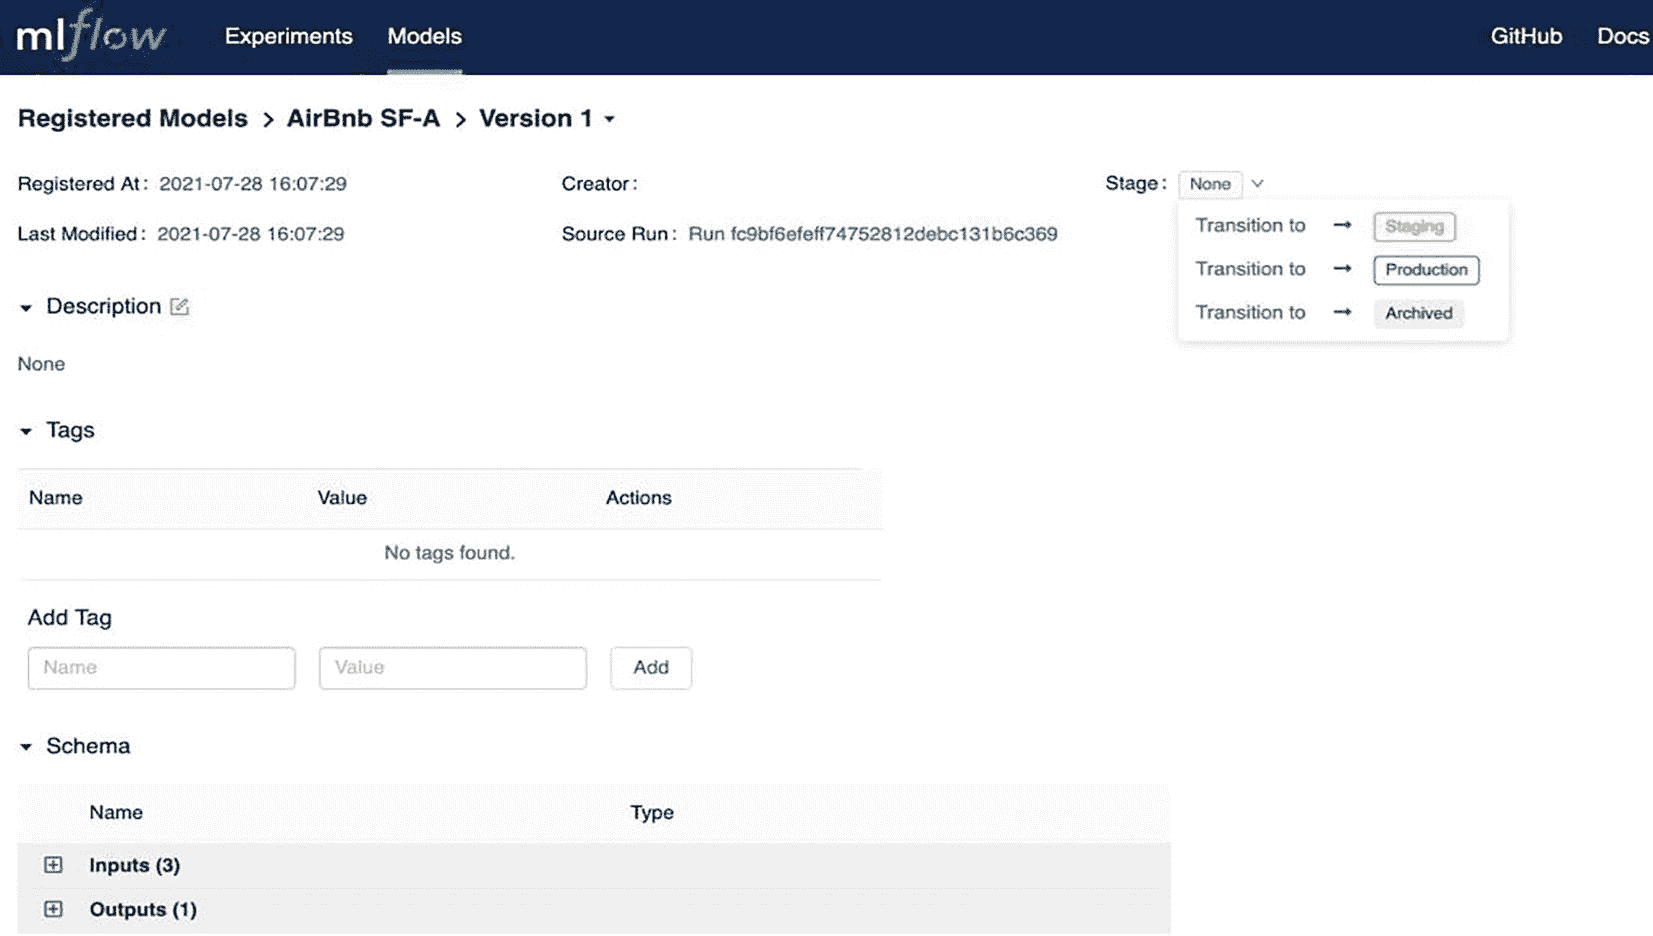 mlflow Experiments Models GitHub Docs
Registered Models > AirBnb SF-A > Version 1
Registered At: 2021-07-28 16:07:29 Creator: Stage: None
Last Modified: 2021-07-28 16:07:29 Source Run: Run fc9bf6efeff74752812debc131b6c369
Transition to → Staging
Transition to → Production
Transition to → Archived
Description
None
Tags
Name Value Actions
No tags found.
Add Tag
Name Value Add
Schema
Name Type
Inputs (3)
Outputs (1)